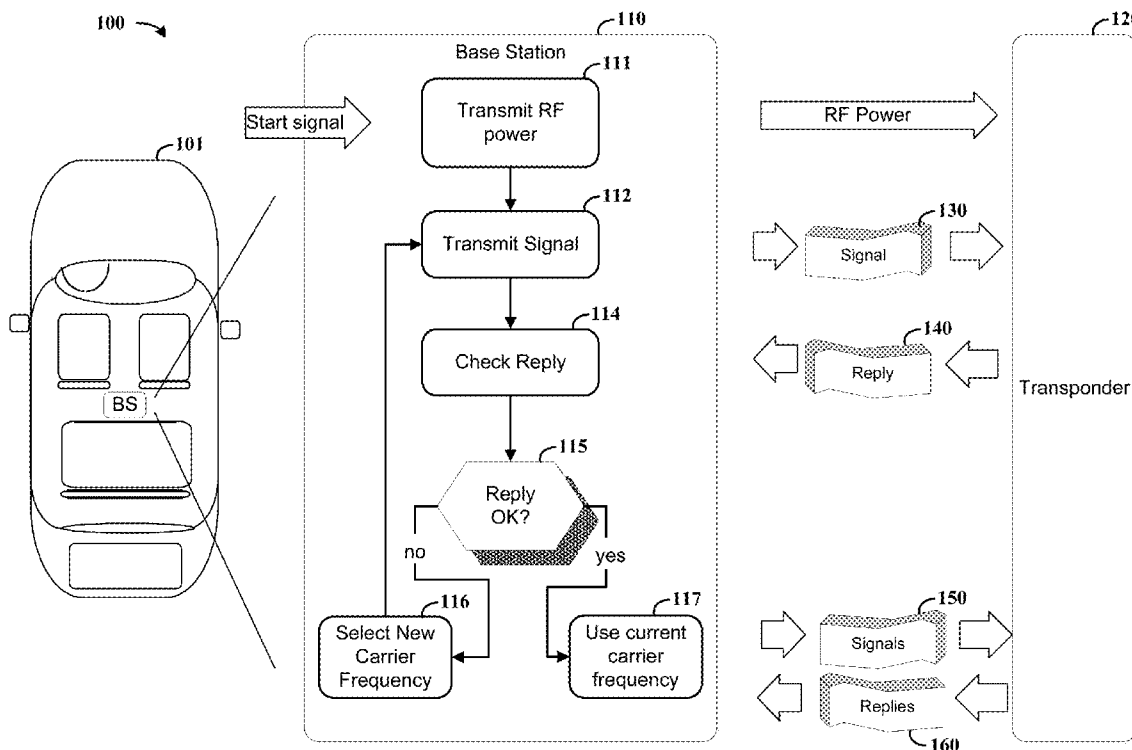 100
110
120
Base Station
111
Transmit RF
power
Start signal
RF Power
101
112
Transmit Signal
130
Signal
114
Check Reply
140
Reply
Transponder
BS
115
Reply
OK?
no
yes
116
Select New
Carrier
Frequency
117
Use current
carrier
frequency
150
Signals
Replies
160